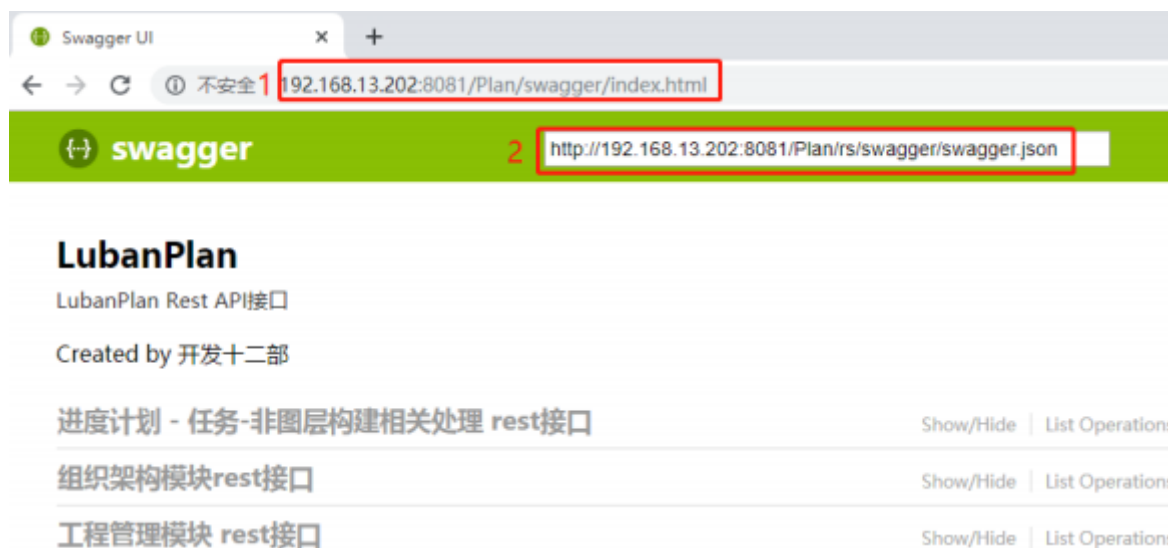 Swagger UI
不安全 1 192.168.13.202:8081/Plan/swagger/index.html
swagger 2 http://192.168.13.202:8081/Plan/rs/swagger/swagger.json
LubanPlan
LubanPlan Rest API接口
Created by 开发十二部
进度计划 - 任务-非图层构建相关处理 rest接口 Show/Hide List Operations
组织架构模块rest接口 Show/Hide List Operations
工程管理模块 rest接口 Show/Hide List Operations